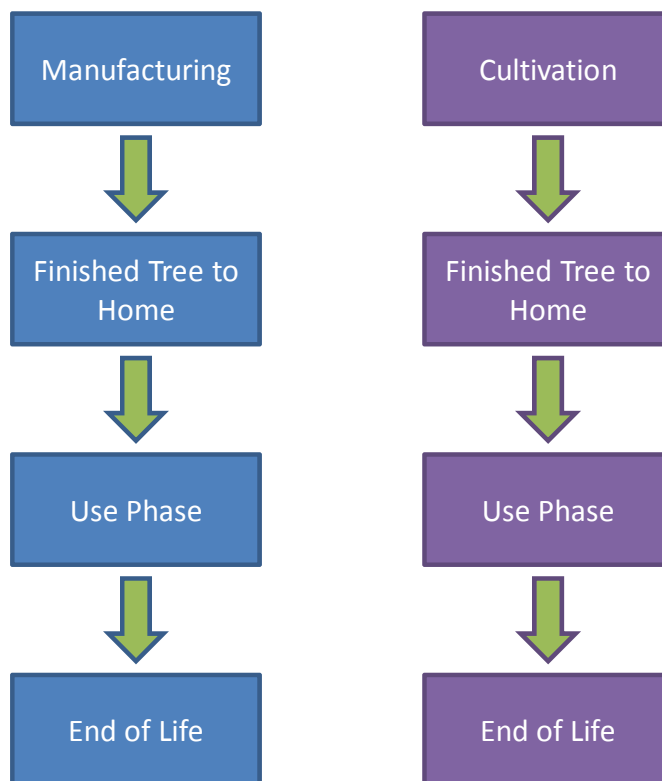 Manufacturing
Cultivation
Finished Tree to
Home
Finished Tree to
Home
Use Phase
Use Phase
End of Life
End of Life